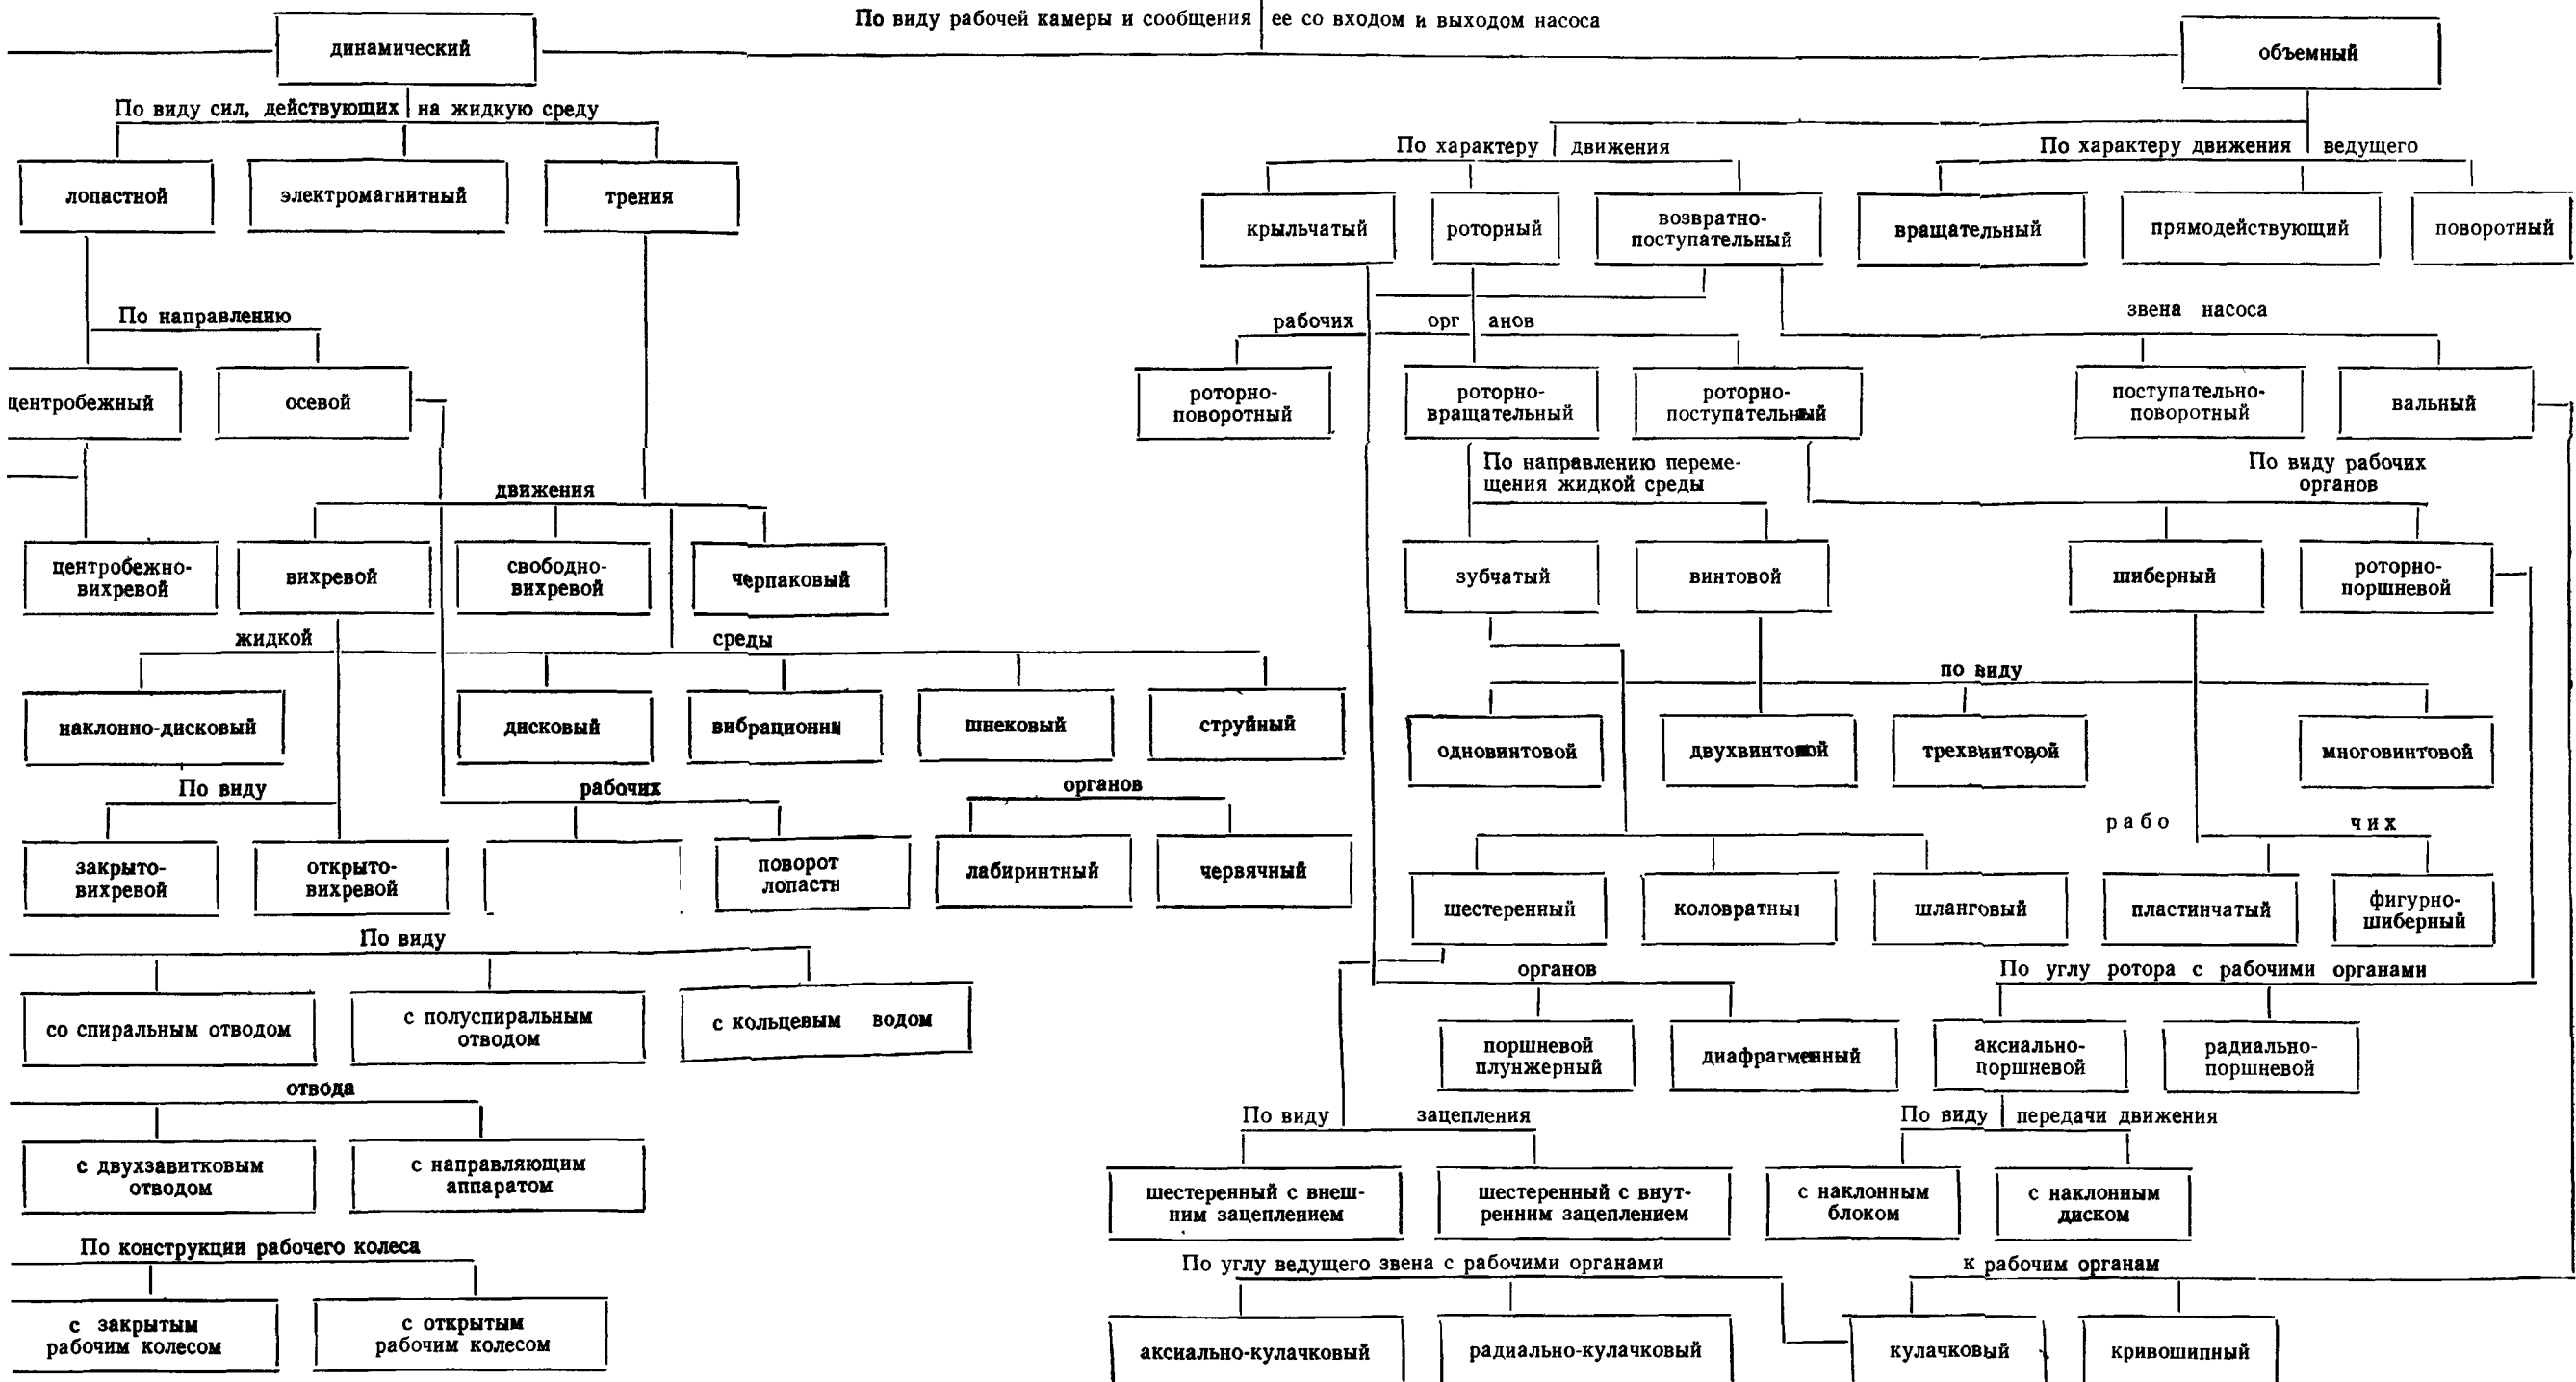 По виду рабочей камеры и сообщения ее со входом и выходом насоса
динамический
объемный
По виду сил, действующих на жидкую среду
По характеру движения
По характеру движения ведущего
лопастной
электромагнитный
трения
крыльчатый
роторный
возвратно-
поступательный
вращательный
прямодействующий
поворотный
По направлению
рабочих орг анов
звена насоса
центробежный
осевой
роторно-
поворотный
роторно-
вращательный
роторно-
поступательный
поступательно-
поворотный
вальный
По направлению переме-
щения жидкой среды
По виду рабочих
органов
движения
центробежно-
вихревой
вихревой
свободно-
вихревой
черпаковый
зубчатый
винтовой
шиберный
роторно-
поршневой
жидкой среды
по виду
наклонно-дисковый
дисковый
вибрационны
шнековый
струйный
одновинтовой
двухвинтовой
трехвинтовой
многовинтовой
По виду рабочих органов
рабо чих
закрыто-
вихревой
открыто-
вихревой
поворот
лопастн
лабиринтный
червячный
шестеренный
коловратны
шланговый
пластинчатый
фигурно-
шиберный
По виду
органов
По углу ротора с рабочими органами
со спиральным отводом
с полуспиральным
отводом
с кольцевым водом
поршневой
плунжерный
диафрагменный
аксиально-
поршневой
радиально-
поршневой
отвода
По виду зацепления
По виду передачи движения
с двухзавитковым
отводом
с направляющим
аппаратом
шестеренный с внеш-
ним зацеплением
шестеренный с внут-
ренним зацеплением
с наклонным
блоком
с наклонным
диском
По конструкции рабочего колеса
По углу ведущего звена с рабочими органами
к рабочим органам
с закрытым
рабочим колесом
с открытым
рабочим колесом
аксиально-кулачковый
радиально-кулачковый
кулачковый
кривошипный